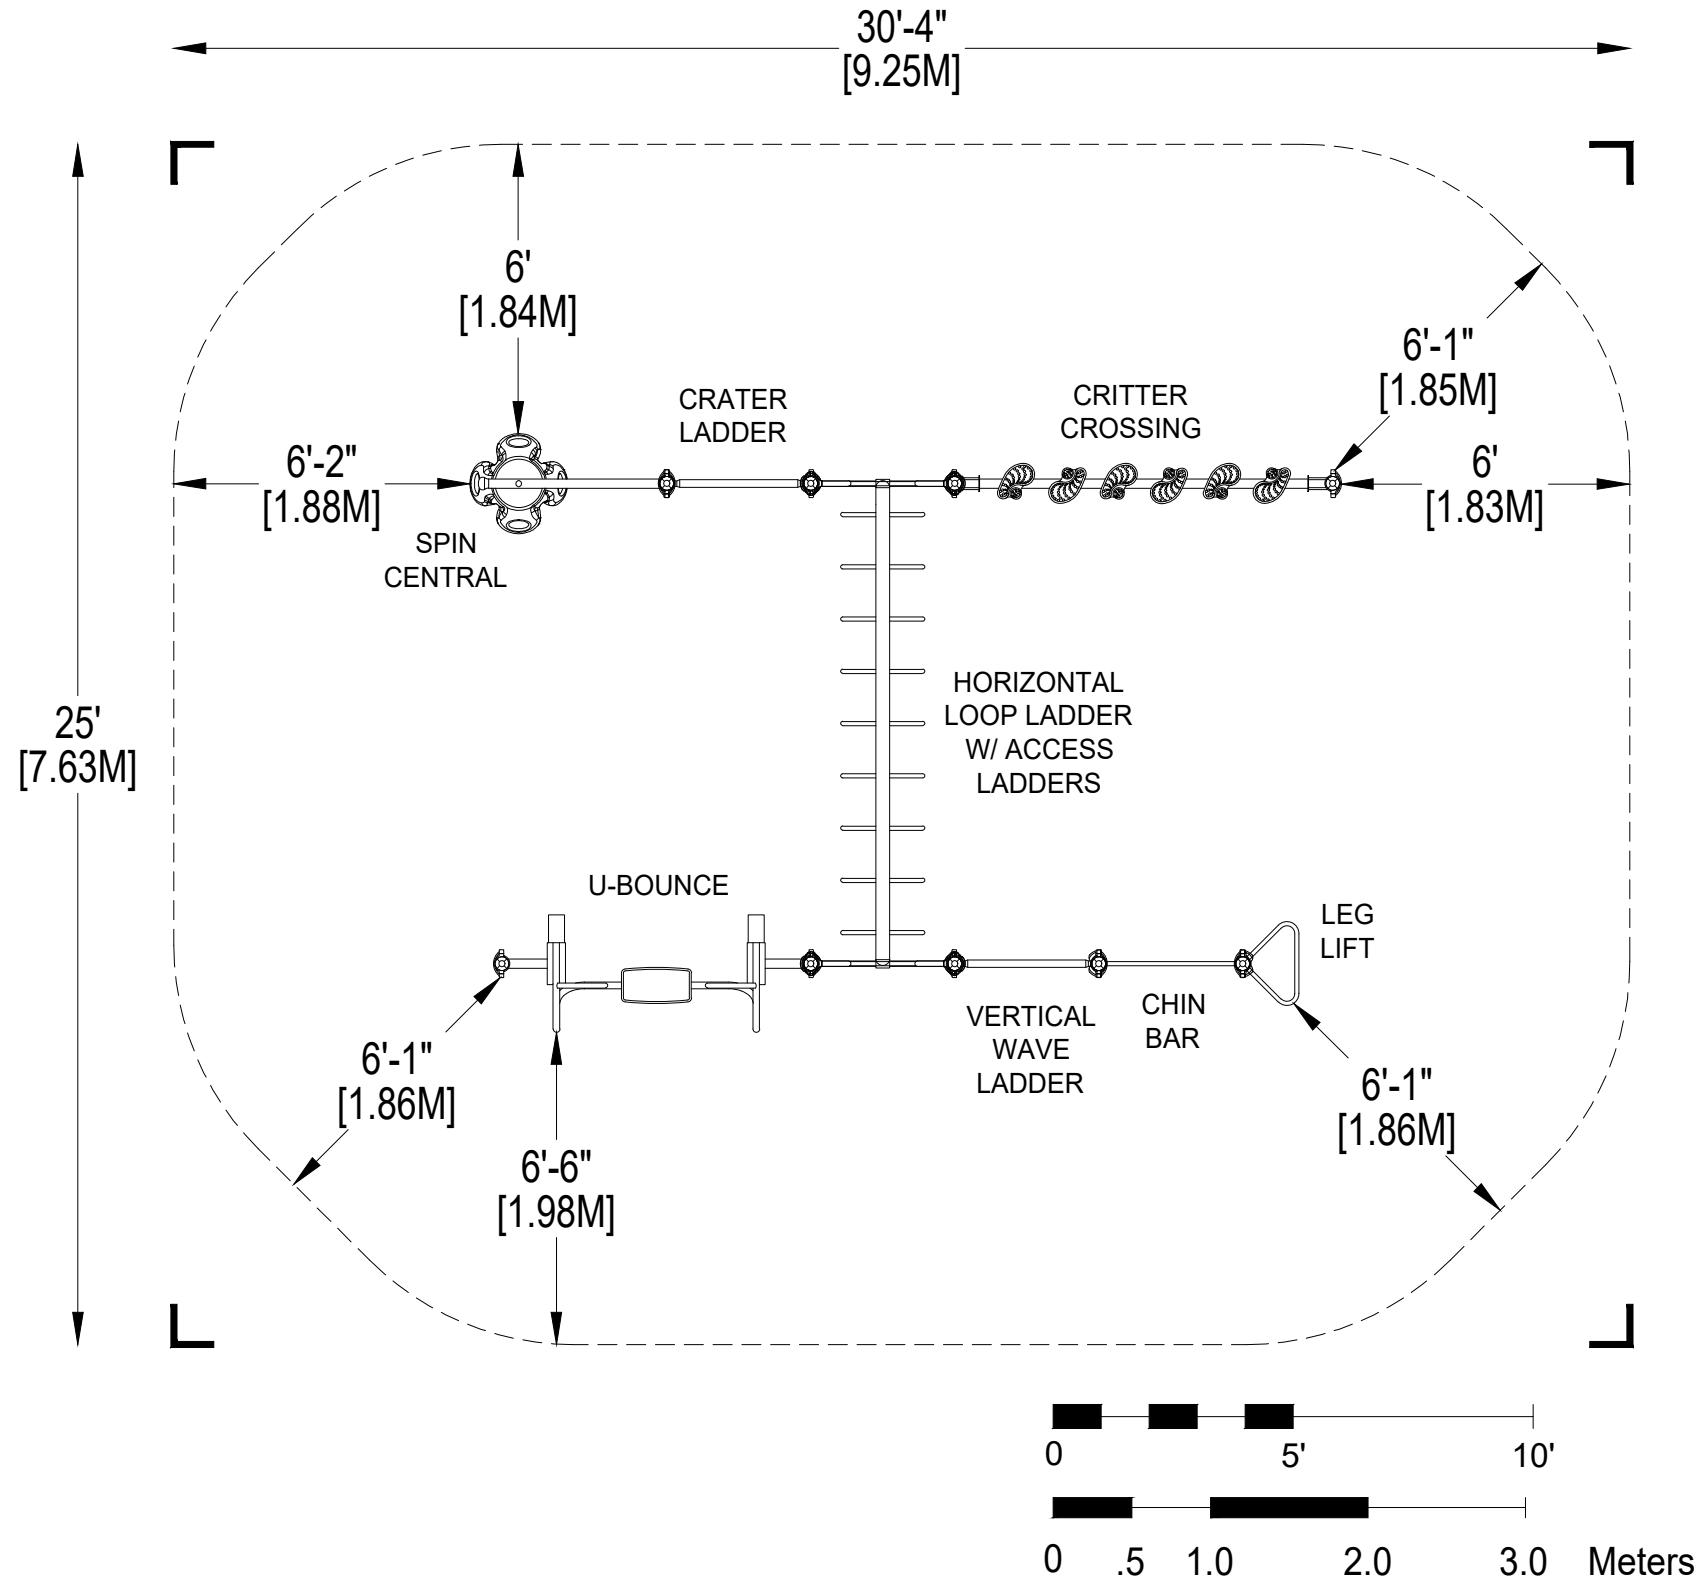 30'-4"
[9.25M]
6'
[1.84M]
6'-1"
[1.85M]
CRATER
LADDER
CRITTER
CROSSING
6'-2"
[1.88M]
6'
[1.83M]
SPIN
CENTRAL
25'
[7.63M]
HORIZONTAL
LOOP LADDER
W/ ACCESS
LADDERS
U-BOUNCE
LEG
LIFT
VERTICAL
WAVE
LADDER
CHIN
BAR
6'-1"
[1.86M]
6'-6"
[1.98M]
6'-1"
[1.86M]
0 5' 10'
0 .5 1.0 2.0 3.0 Meters